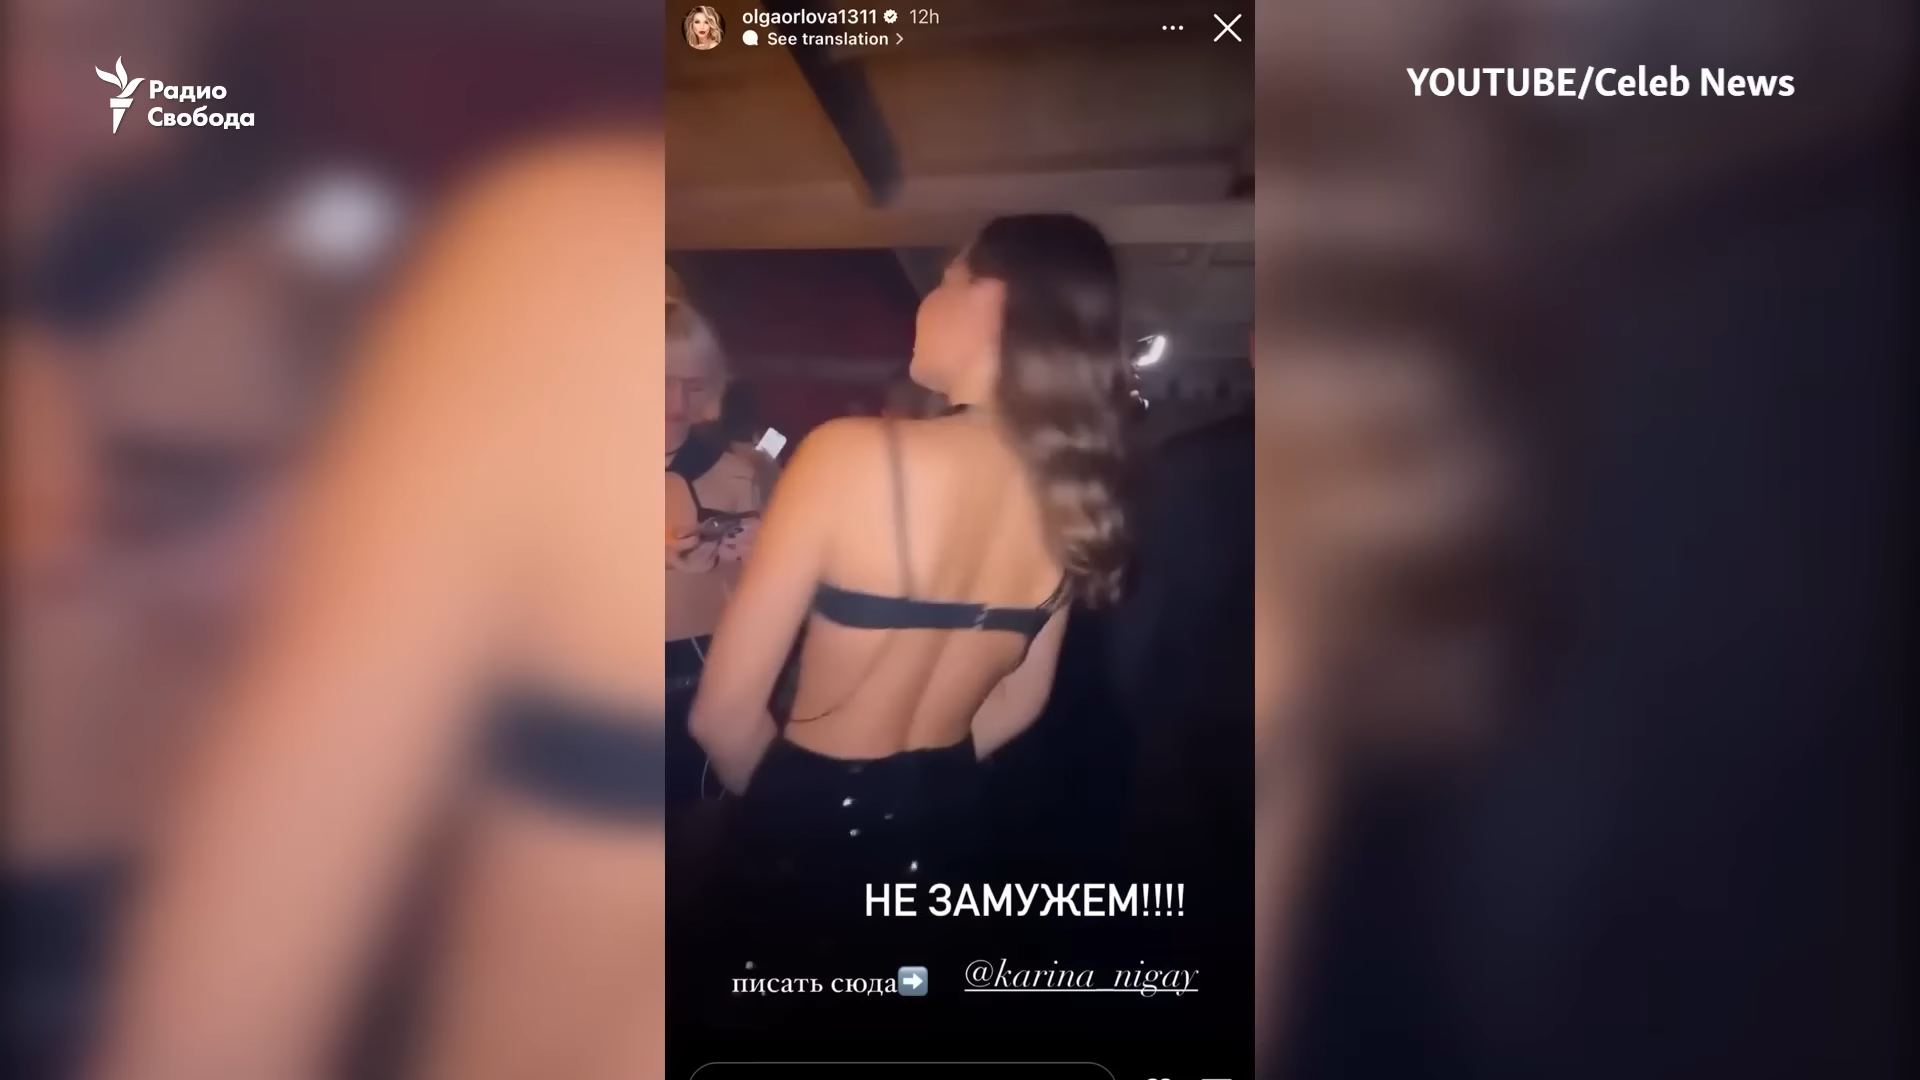 olgaorlova1311 12h
See translation >
Радио
Свобода
YOUTUBE/Celeb News
НЕ ЗАМУЖЕМ!!!!
писать сюда➡️ @karina_nigay